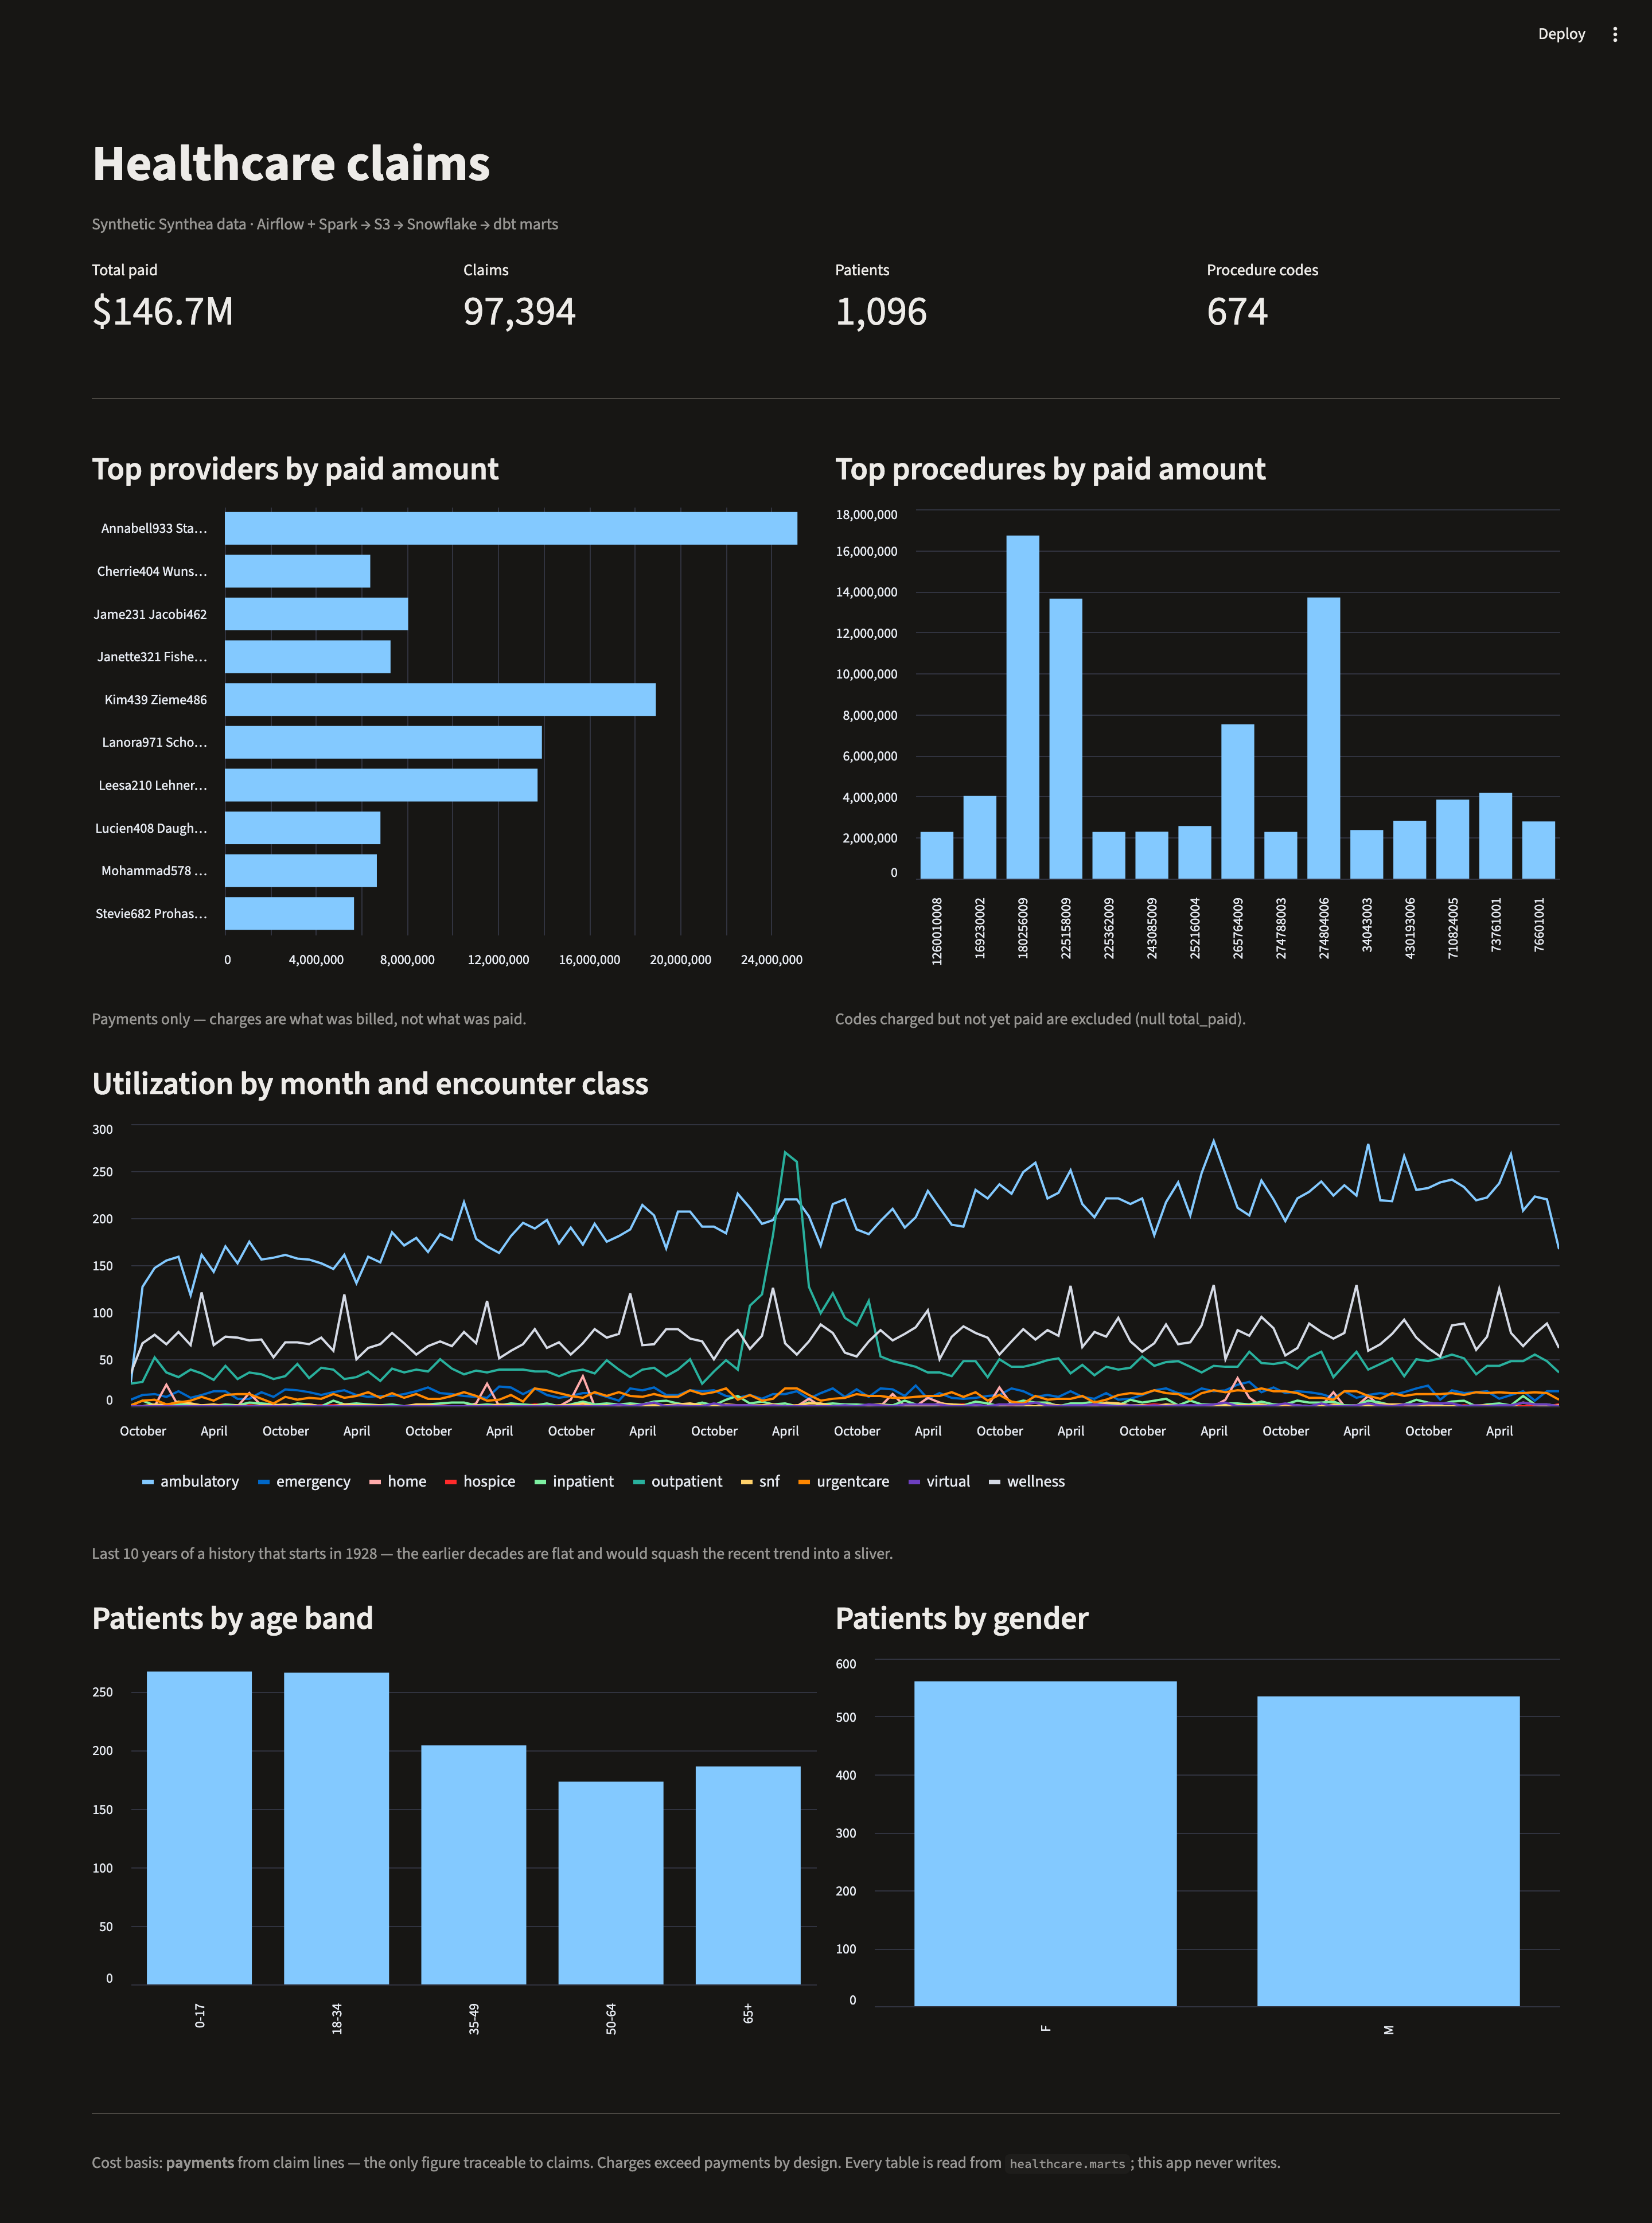 Deploy
Healthcare claims
Synthetic Synthea data · Airflow + Spark → S3 → Snowflake → dbt marts
Total paid
$146.7M
Claims
97,394
Patients
1,096
Procedure codes
674
Top providers by paid amount
Annabell933 Sta…
Cherrie404 Wuns…
Jame231 Jacobi462
Janette321 Fishe…
Kim439 Zieme486
Lanora971 Scho…
Leesa210 Lehner…
Lucien408 Daugh…
Mohammad578 …
Stevie682 Prohas…
0 4,000,000 8,000,000 12,000,000 16,000,000 20,000,000 24,000,000
Payments only — charges are what was billed, not what was paid.
Top procedures by paid amount
18,000,000
16,000,000
14,000,000
12,000,000
10,000,000
8,000,000
6,000,000
4,000,000
2,000,000
0
1260010008
169230002
180256009
225158009
225362009
243085009
252160004
265764009
274788003
274804006
34043003
430193006
710824005
73761001
76601001
Codes charged but not yet paid are excluded (null total_paid).
Utilization by month and encounter class
300
250
200
150
100
50
0
October April October April October April October April October April October April October April October April October April October April
ambulatory emergency home hospice inpatient outpatient snf urgentcare virtual wellness
Last 10 years of a history that starts in 1928 — the earlier decades are flat and would squash the recent trend into a sliver.
Patients by age band
250
200
150
100
50
0
0-17
18-34
35-49
50-64
65+
Patients by gender
600
500
400
300
200
100
0
F
M
Cost basis: payments from claim lines — the only figure traceable to claims. Charges exceed payments by design. Every table is read from healthcare.marts ; this app never writes.